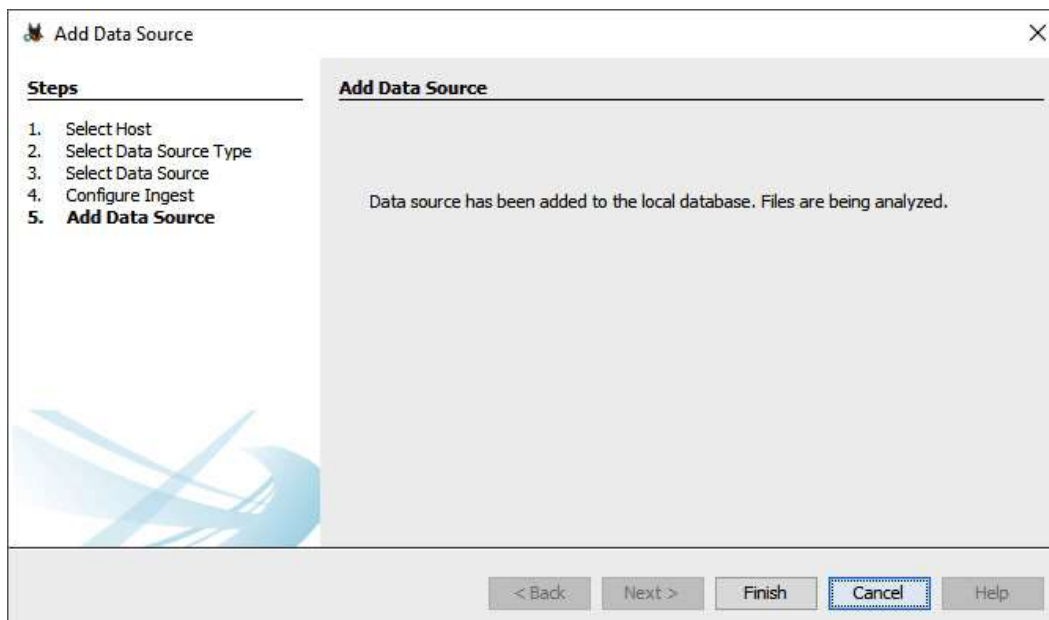 Add Data Source
Steps
1. Select Host
2. Select Data Source Type
3. Select Data Source
4. Configure Ingest
5. Add Data Source
Add Data Source
Data source has been added to the local database. Files are being analyzed.
< Back Next > Finish Cancel Help